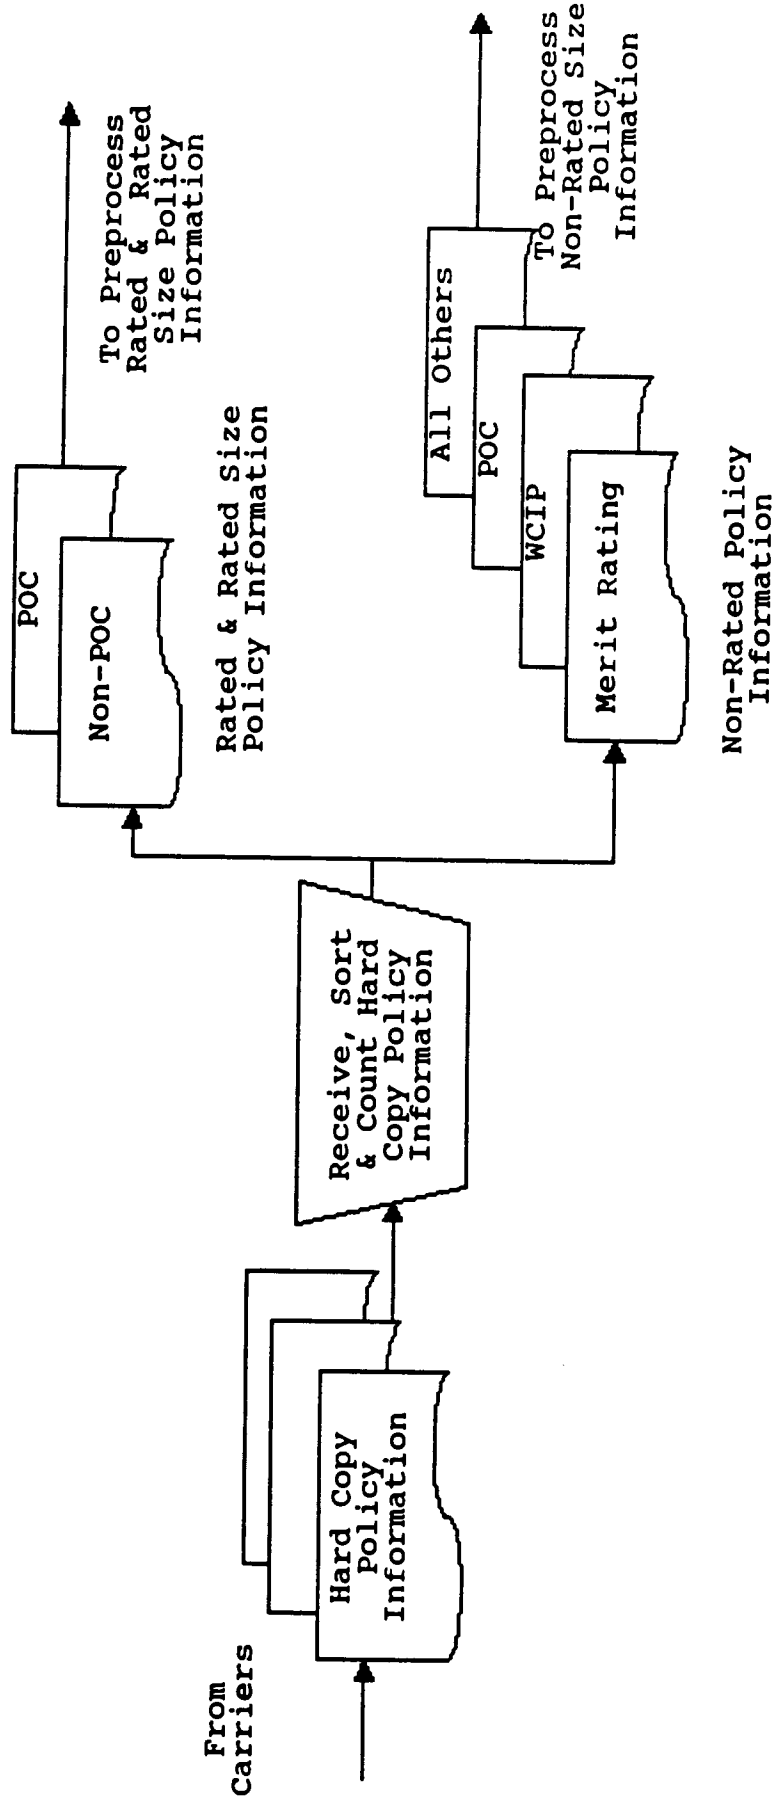 From
Carriers
Hard Copy
Policy
Information
Receive, Sort
& Count Hard
Copy Policy
Information
POC
Non-POC
Rated & Rated Size
Policy Information
To Preprocess
Rated & Rated
Size Policy
Information
All Others
POC
WCIP
Merit Rating
Non-Rated Policy
Information
To Preprocess
Non-Rated Size
Policy
Information